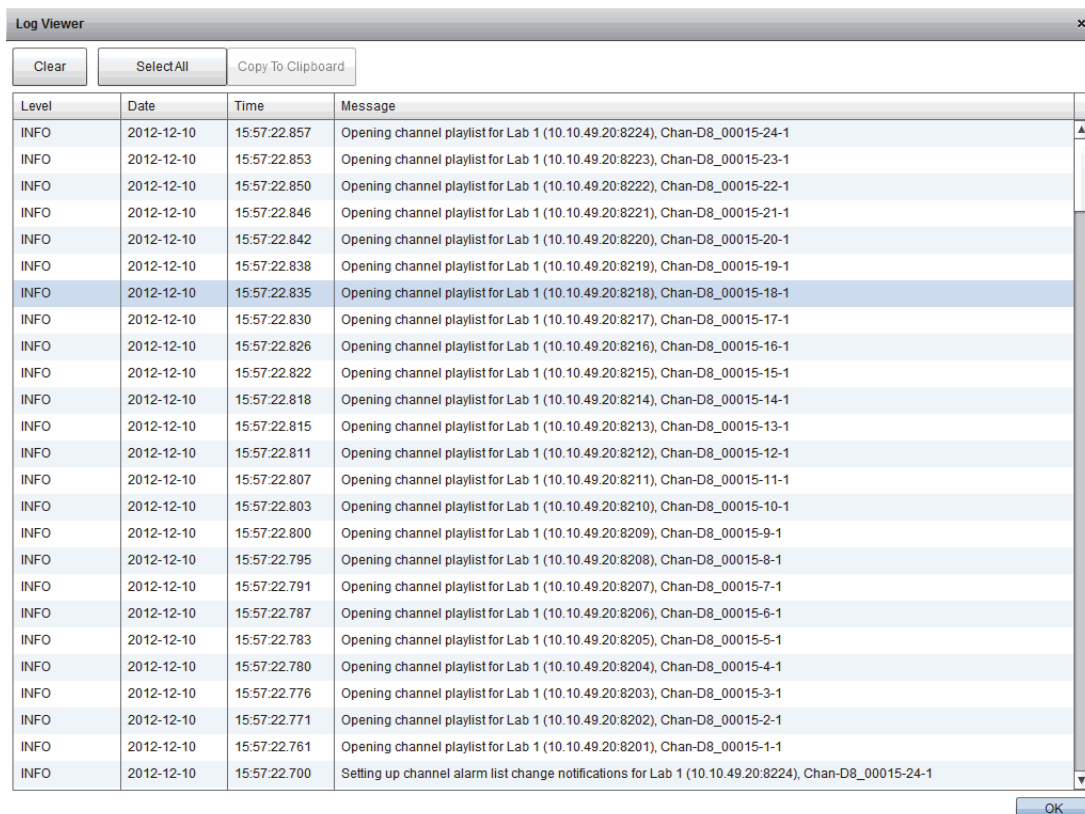 Log Viewer
Clear SelectAll Copy To Clipboard
Level Date Time Message
INFO 2012-12-10 15:57:22.857 Opening channel playlist for Lab 1 (10.10.49.20:8224), Chan-D8_00015-24-1
INFO 2012-12-10 15:57:22.853 Opening channel playlist for Lab 1 (10.10.49.20:8223), Chan-D8_00015-23-1
INFO 2012-12-10 15:57:22.850 Opening channel playlist for Lab 1 (10.10.49.20:8222), Chan-D8_00015-22-1
INFO 2012-12-10 15:57:22.846 Opening channel playlist for Lab 1 (10.10.49.20:8221), Chan-D8_00015-21-1
INFO 2012-12-10 15:57:22.842 Opening channel playlist for Lab 1 (10.10.49.20:8220), Chan-D8_00015-20-1
INFO 2012-12-10 15:57:22.838 Opening channel playlist for Lab 1 (10.10.49.20:8219), Chan-D8_00015-19-1
INFO 2012-12-10 15:57:22.835 Opening channel playlist for Lab 1 (10.10.49.20:8218), Chan-D8_00015-18-1
INFO 2012-12-10 15:57:22.830 Opening channel playlist for Lab 1 (10.10.49.20:8217), Chan-D8_00015-17-1
INFO 2012-12-10 15:57:22.826 Opening channel playlist for Lab 1 (10.10.49.20:8216), Chan-D8_00015-16-1
INFO 2012-12-10 15:57:22.822 Opening channel playlist for Lab 1 (10.10.49.20:8215), Chan-D8_00015-15-1
INFO 2012-12-10 15:57:22.818 Opening channel playlist for Lab 1 (10.10.49.20:8214), Chan-D8_00015-14-1
INFO 2012-12-10 15:57:22.815 Opening channel playlist for Lab 1 (10.10.49.20:8213), Chan-D8_00015-13-1
INFO 2012-12-10 15:57:22.811 Opening channel playlist for Lab 1 (10.10.49.20:8212), Chan-D8_00015-12-1
INFO 2012-12-10 15:57:22.807 Opening channel playlist for Lab 1 (10.10.49.20:8211), Chan-D8_00015-11-1
INFO 2012-12-10 15:57:22.803 Opening channel playlist for Lab 1 (10.10.49.20:8210), Chan-D8_00015-10-1
INFO 2012-12-10 15:57:22.800 Opening channel playlist for Lab 1 (10.10.49.20:8209), Chan-D8_00015-9-1
INFO 2012-12-10 15:57:22.795 Opening channel playlist for Lab 1 (10.10.49.20:8208), Chan-D8_00015-8-1
INFO 2012-12-10 15:57:22.791 Opening channel playlist for Lab 1 (10.10.49.20:8207), Chan-D8_00015-7-1
INFO 2012-12-10 15:57:22.787 Opening channel playlist for Lab 1 (10.10.49.20:8206), Chan-D8_00015-6-1
INFO 2012-12-10 15:57:22.783 Opening channel playlist for Lab 1 (10.10.49.20:8205), Chan-D8_00015-5-1
INFO 2012-12-10 15:57:22.780 Opening channel playlist for Lab 1 (10.10.49.20:8204), Chan-D8_00015-4-1
INFO 2012-12-10 15:57:22.776 Opening channel playlist for Lab 1 (10.10.49.20:8203), Chan-D8_00015-3-1
INFO 2012-12-10 15:57:22.771 Opening channel playlist for Lab 1 (10.10.49.20:8202), Chan-D8_00015-2-1
INFO 2012-12-10 15:57:22.761 Opening channel playlist for Lab 1 (10.10.49.20:8201), Chan-D8_00015-1-1
INFO 2012-12-10 15:57:22.700 Setting up channel alarm list change notifications for Lab 1 (10.10.49.20:8224), Chan-D8_00015-24-1
OK